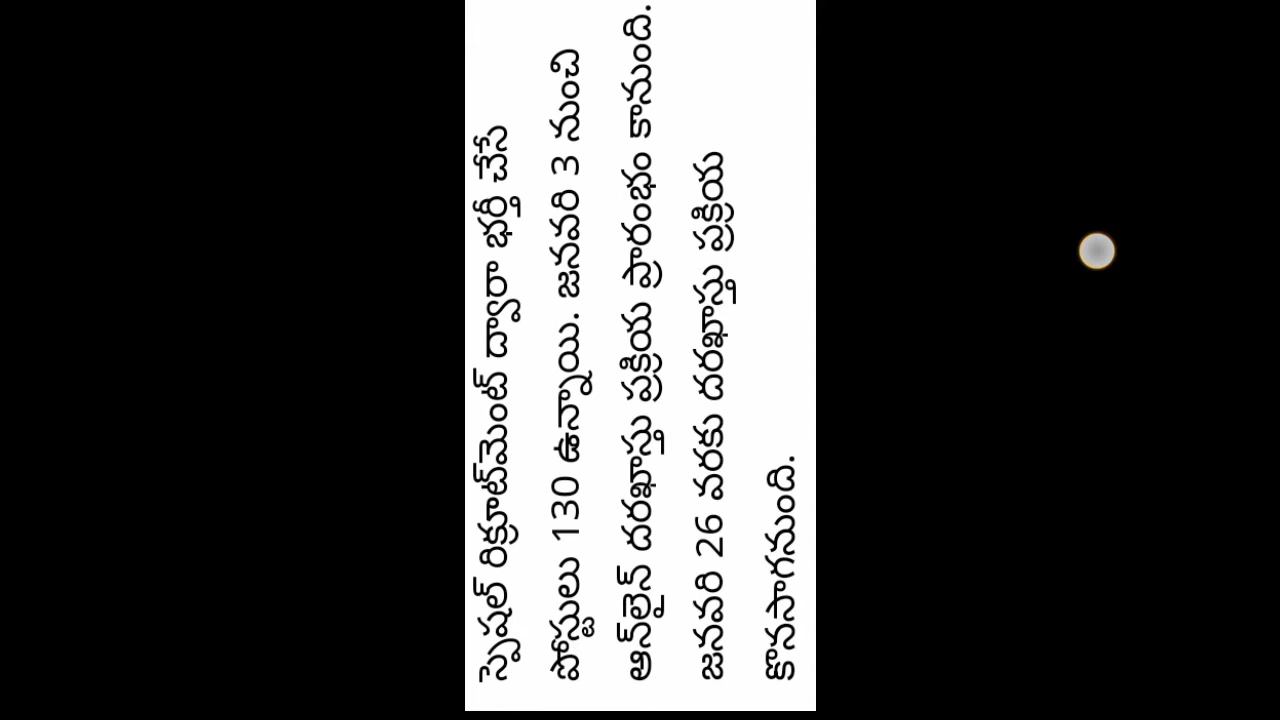 స్పెషల్ రిక్రూట్‌మెంట్ ద్వారా భర్తీ చేసే
పోస్టులు 130 ఉన్నాయి. జనవరి 3 నుంచి
ఆన్‌లైన్ దరఖాస్తు ప్రక్రియ ప్రారంభం కానుంది.
జనవరి 26 వరకు దరఖాస్తు ప్రక్రియ
కొనసాగనుంది.